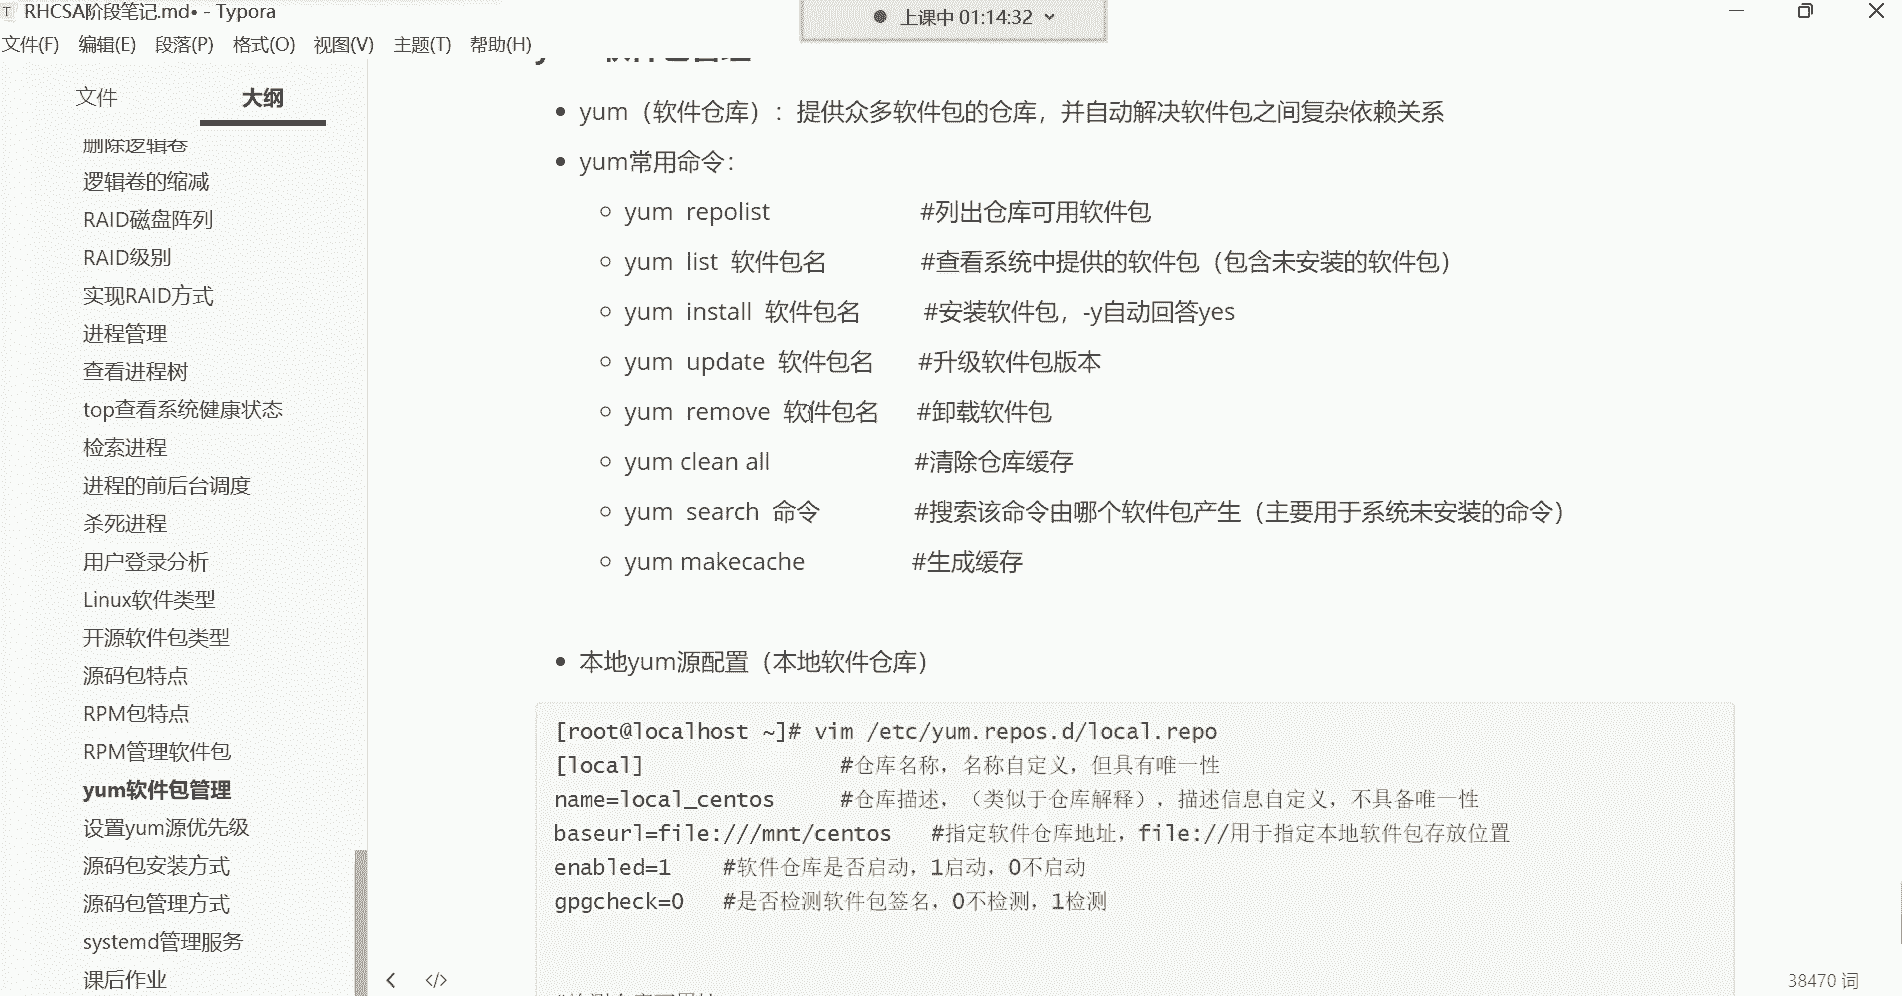 RHCSA阶段笔记.md• - Typora
上课中 01:14:32
文件(F) 编辑(E) 段落(P) 格式(O) 视图(V) 主题(T) 帮助(H)
文件 大纲
删除逻辑卷
逻辑卷的缩减
RAID磁盘阵列
RAID级别
实现RAID方式
进程管理
查看进程树
top查看系统健康状态
检索进程
进程的前后台调度
杀死进程
用户登录分析
Linux软件类型
开源软件包类型
源码包特点
RPM包特点
RPM管理软件包
yum软件包管理
设置yum源优先级
源码包安装方式
源码包管理方式
systemd管理服务
课后作业
yum（软件仓库）：提供众多软件包的仓库，并自动解决软件包之间复杂依赖关系
yum常用命令：
yum repolist #列出仓库可用软件包
yum list 软件包名 #查看系统中提供的软件包（包含未安装的软件包）
yum install 软件包名 #安装软件包，-y自动回答yes
yum update 软件包名 #升级软件包版本
yum remove 软件包名 #卸载软件包
yum clean all #清除仓库缓存
yum search 命令 #搜索该命令由哪个软件包产生（主要用于系统未安装的命令）
yum makecache #生成缓存
本地yum源配置（本地软件仓库）
[root@localhost ~]# vim /etc/yum.repos.d/local.repo
[local] #仓库名称，名称自定义，但具有唯一性
name=local_centos #仓库描述，（类似于仓库解释），描述信息自定义，不具备唯一性
baseurl=file:///mnt/centos #指定软件仓库地址，file://用于指定本地软件包存放位置
enabled=1 #软件仓库是否启动，1启动，0不启动
gpgcheck=0 #是否检测软件包签名，0不检测，1检测
38470 词